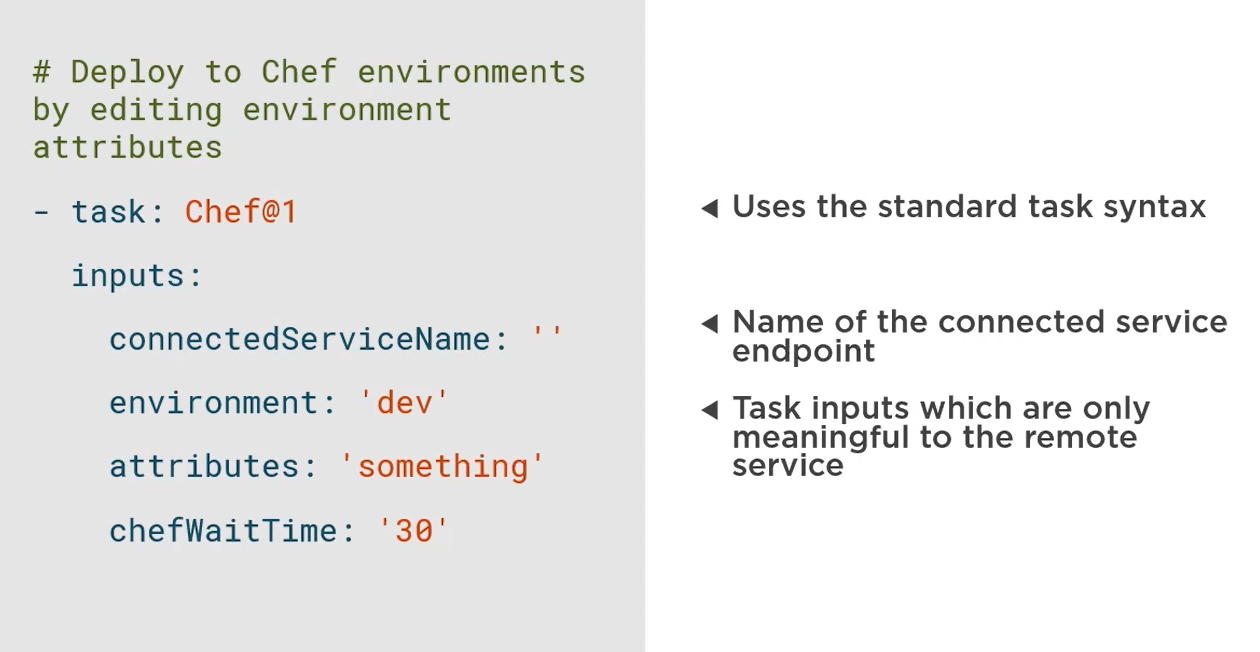 # Deploy to Chef environments
by editing environment
attributes
- task: Chef@1
inputs:
connectedServiceName: ''
environment: 'dev'
attributes: 'something'
chefWaitTime: '30'
Uses the standard task syntax
Name of the connected service
endpoint
Task inputs which are only
meaningful to the remote
service